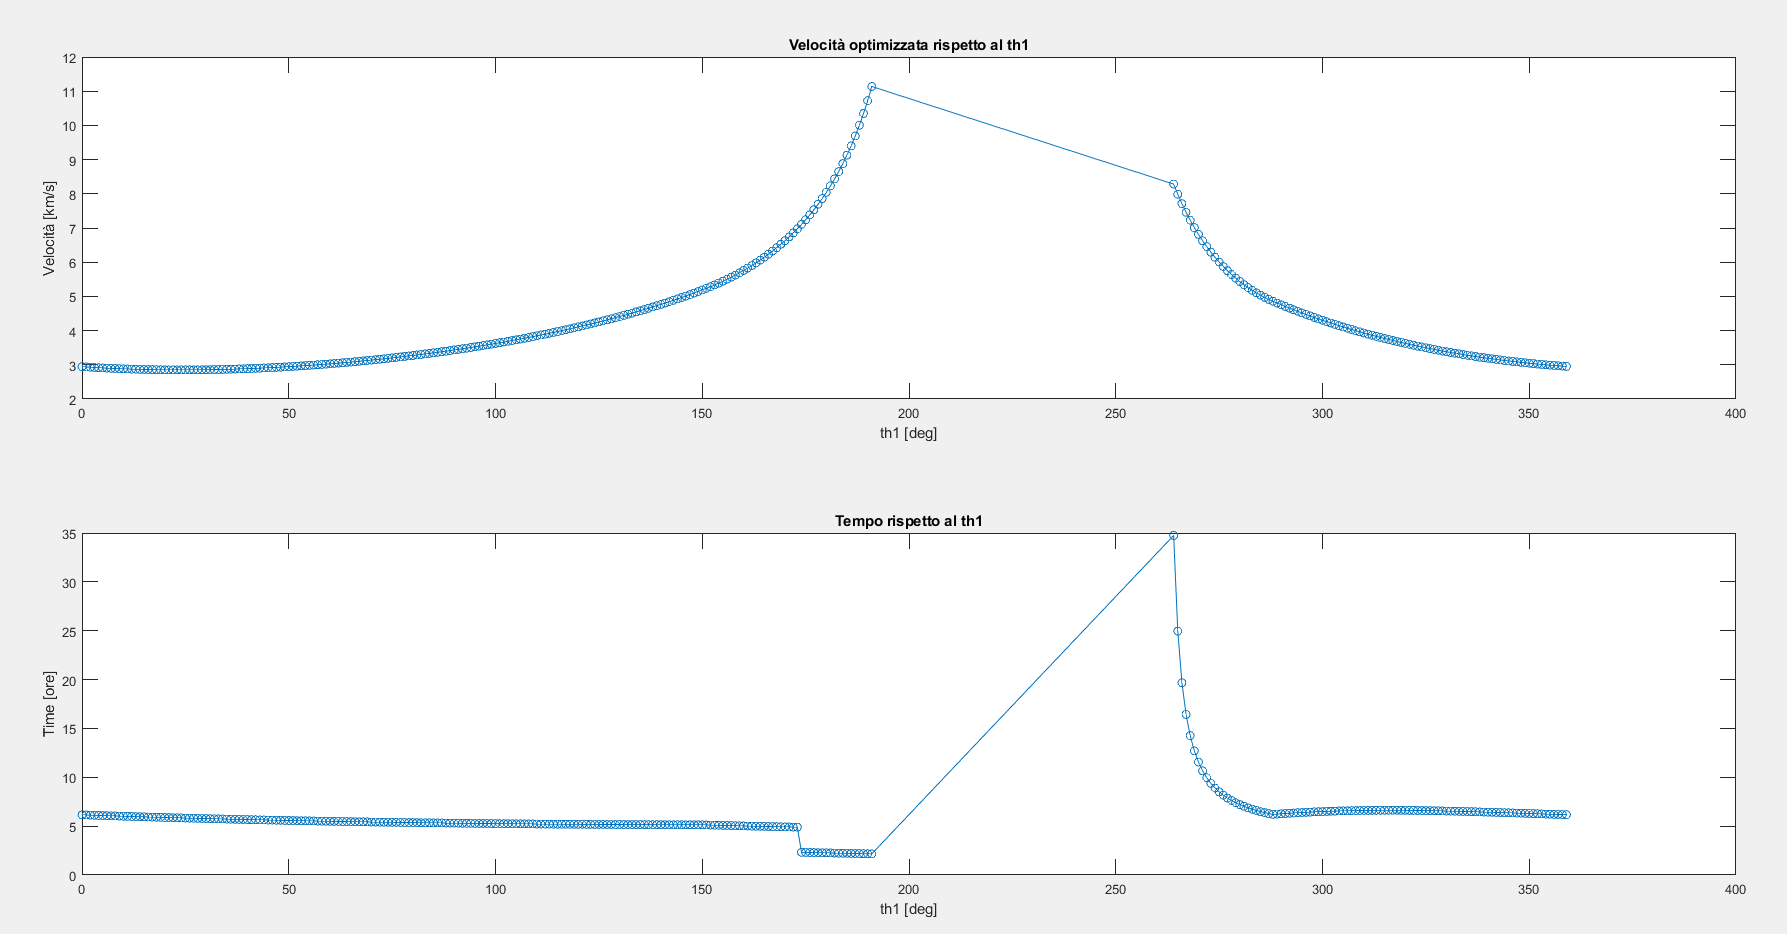 Velocità optimizzata rispetto al th1
12
11
10
9
8
7
6
5
4
3
2
Velocità [km/s]
0 50 100 150 200 250 300 350 400
th1 [deg]
Tempo rispetto al th1
35
30
25
20
15
10
5
0
Time [ore]
0 50 100 150 200 250 300 350 400
th1 [deg]